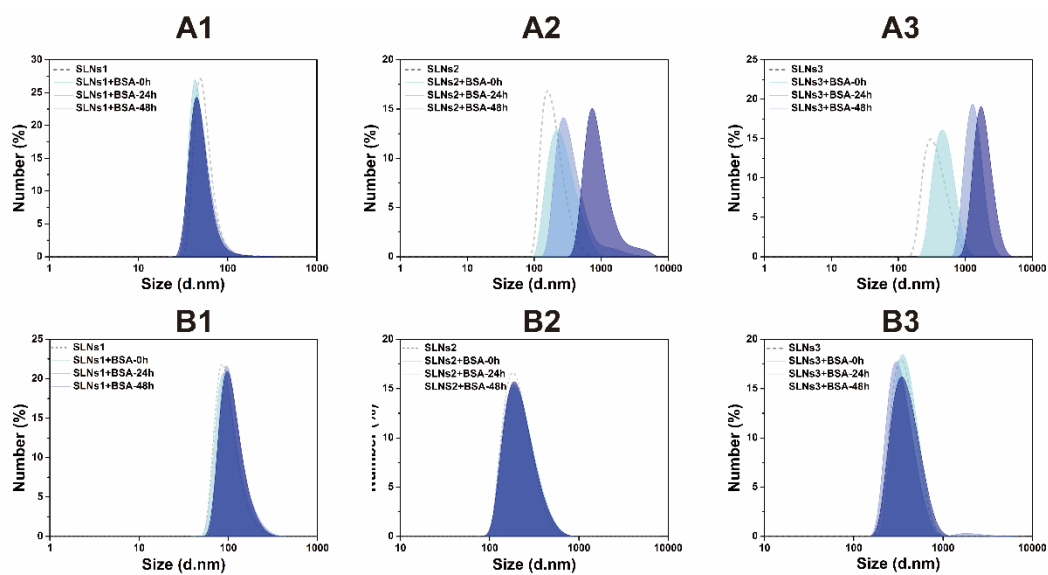 A1
30
25
20
15
10
5
0
Number (%)
SLNs1
SLNs1+BSA-0h
SLNs1+BSA-24h
SLNs1+BSA-48h
1 10 100 1000
Size (d.nm)
A2
20
15
10
5
0
Number (%)
SLNs2
SLNs2+BSA-0h
SLNs2+BSA-24h
SLNs2+BSA-48h
1 10 100 1000 10000
Size (d.nm)
A3
25
20
15
10
5
0
Number (%)
SLNs3
SLNs3+BSA-0h
SLNs3+BSA-24h
SLNs3+BSA-48h
1 10 100 1000 10000
Size (d.nm)
B1
25
20
15
10
5
0
Number (%)
SLNs1
SLNs1+BSA-0h
SLNs1+BSA-24h
SLNs1+BSA-48h
1 10 100 1000
Size (d.nm)
B2
20
15
10
5
0
Number (%)
SLNs2
SLNs2+BSA-0h
SLNs2+BSA-24h
SLNS2+BSA-48h
10 100 1000 10000
Size (d.nm)
B3
20
15
10
5
0
Number (%)
SLNs3
SLNs3+BSA-0h
SLNs3+BSA-24h
SLNs3+BSA-48h
10 100 1000 10000
Size (d.nm)